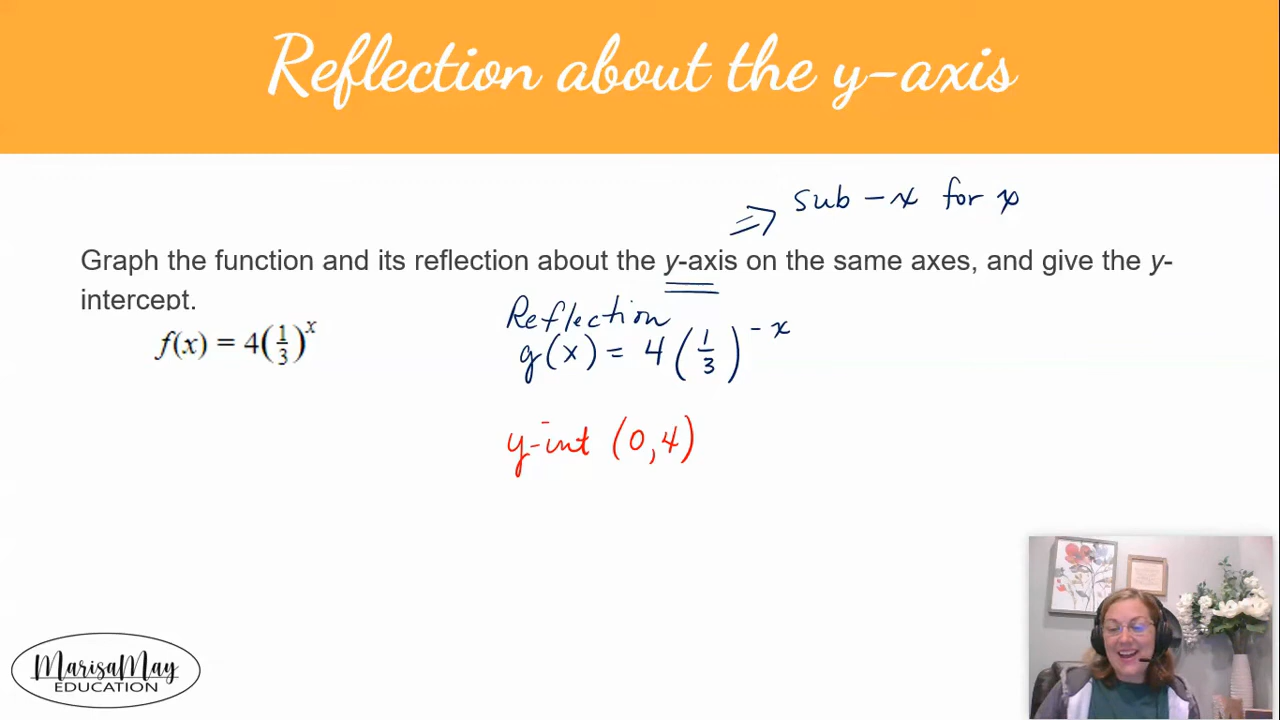 Reflection about the y-axis
⇒ sub -x for x
Graph the function and its reflection about the y-axis on the same axes, and give the y-
intercept.
Reflection
f(x) = 4(1/3)^x
g(x) = 4(1/3)^-x
y-int (0,4)
MarisaMay
EDUCATION